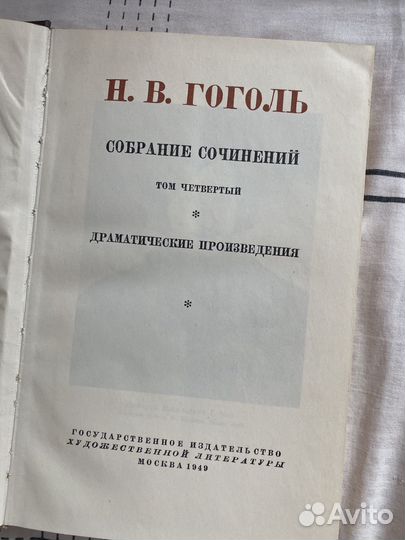 Н. В. ГОГОЛЬ
СОБРАНИЕ СОЧИНЕНИЙ
ТОМ ЧЕТВЕРТЫЙ
*
ДРАМАТИЧЕСКИЕ ПРОИЗВЕДЕНИЯ
*
ГОСУДАРСТВЕННОЕ ИЗДАТЕЛЬСТВО
ХУДОЖЕСТВЕННОЙ ЛИТЕРАТУРЫ
МОСКВА 1949
Avito